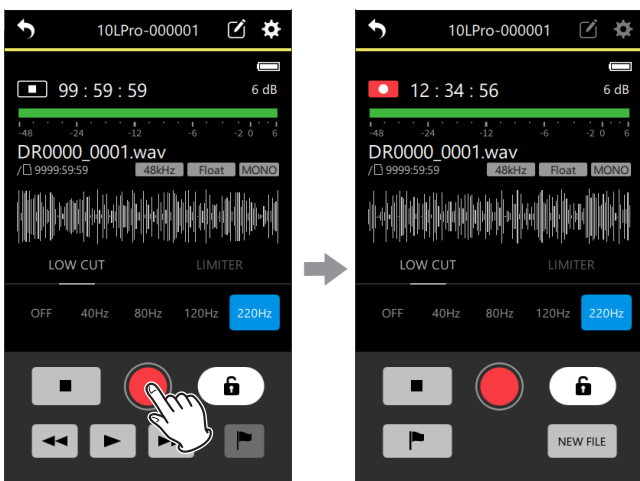 10LPro-000001
99 : 59 : 59
6 dB
-48 -24 -12 -6 -2 0 6
DR0000_0001.wav
/ 9999:59:59 48kHz Float MONO
LOW CUT LIMITER
OFF 40Hz 80Hz 120Hz 220Hz
10LPro-000001
12 : 34 : 56
6 dB
-48 -24 -12 -6 -2 0 6
DR0000_0001.wav
/ 9999:59:59 48kHz Float MONO
LOW CUT LIMITER
OFF 40Hz 80Hz 120Hz 220Hz
NEW FILE